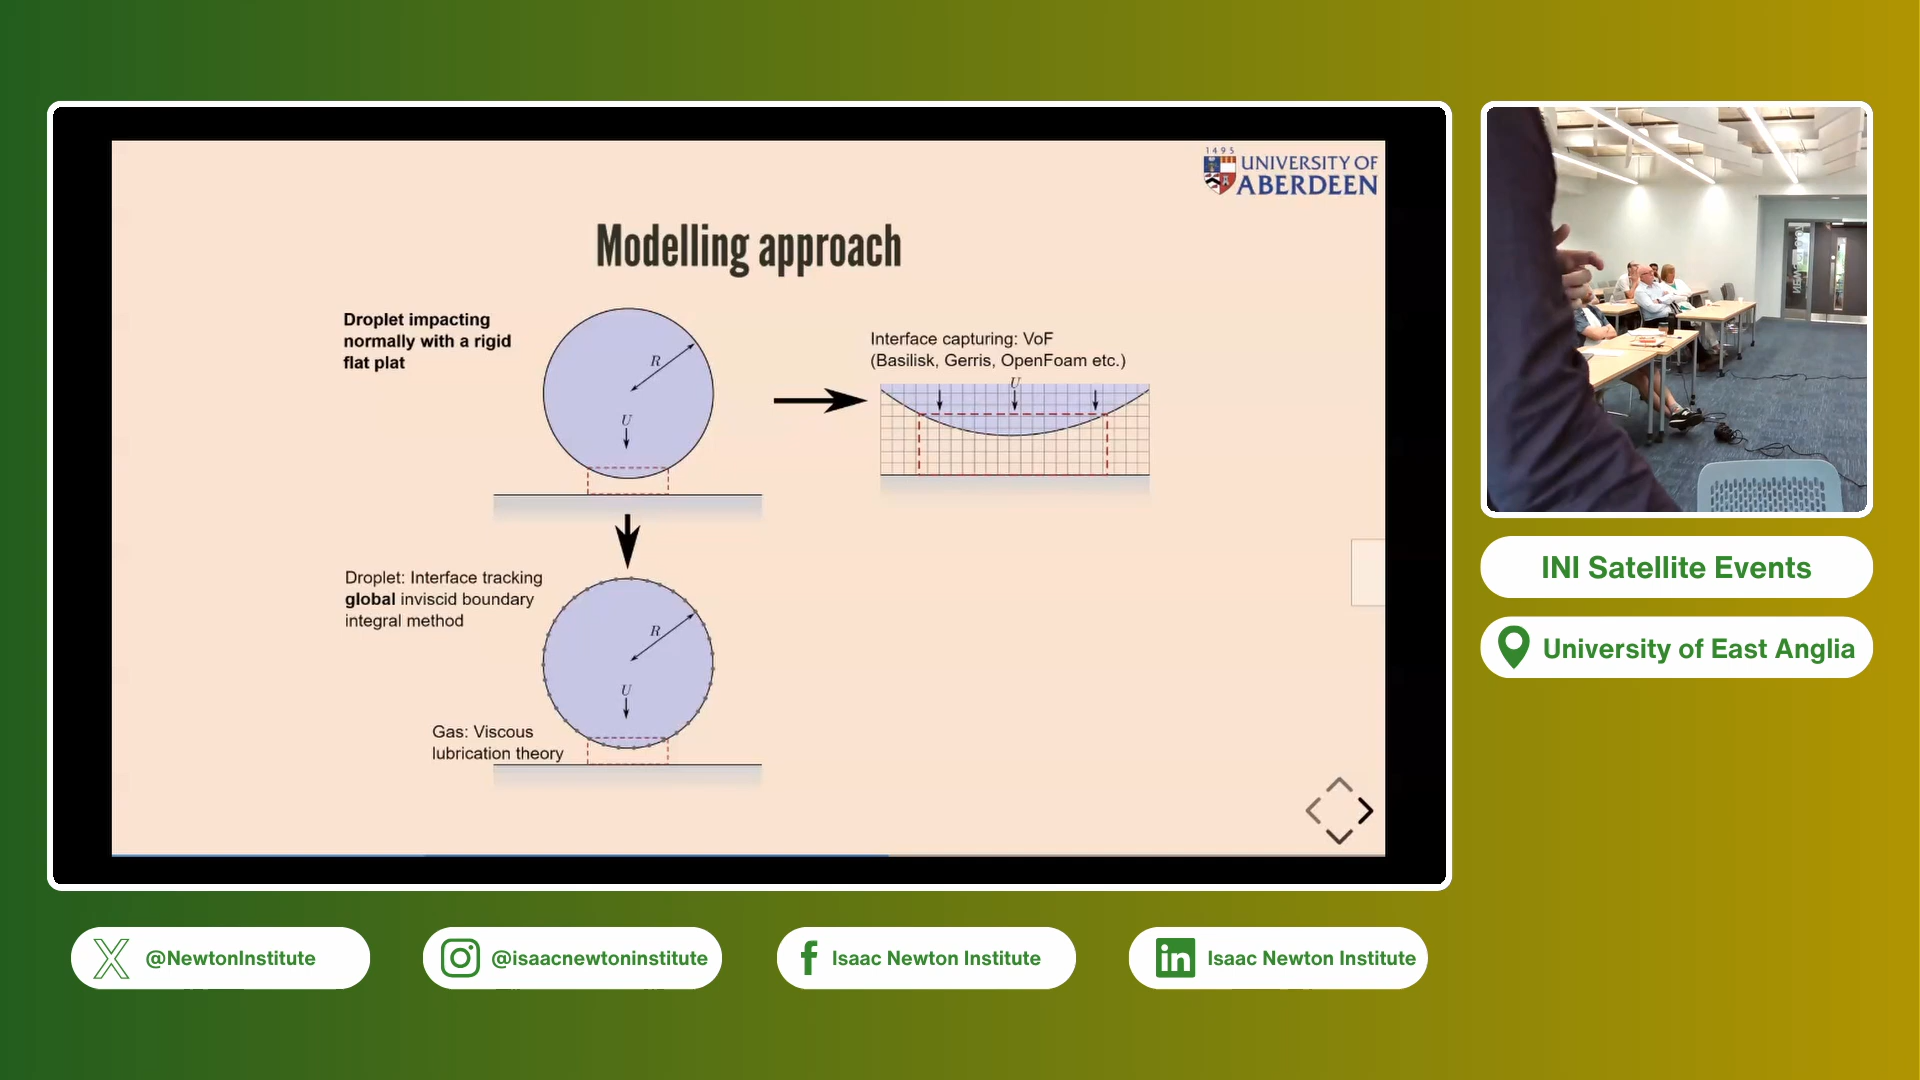 1495
UNIVERSITY OF
ABERDEEN
Modelling approach
Droplet impacting
normally with a rigid
flat plat
R
U
Interface capturing: VoF
(Basilisk, Gerris, OpenFoam etc.)
U
Droplet: Interface tracking
global inviscid boundary
integral method
R
U
Gas: Viscous
lubrication theory
INI Satellite Events
University of East Anglia
@NewtonInstitute
@isaacnewtoninstitute
Isaac Newton Institute
Isaac Newton Institute